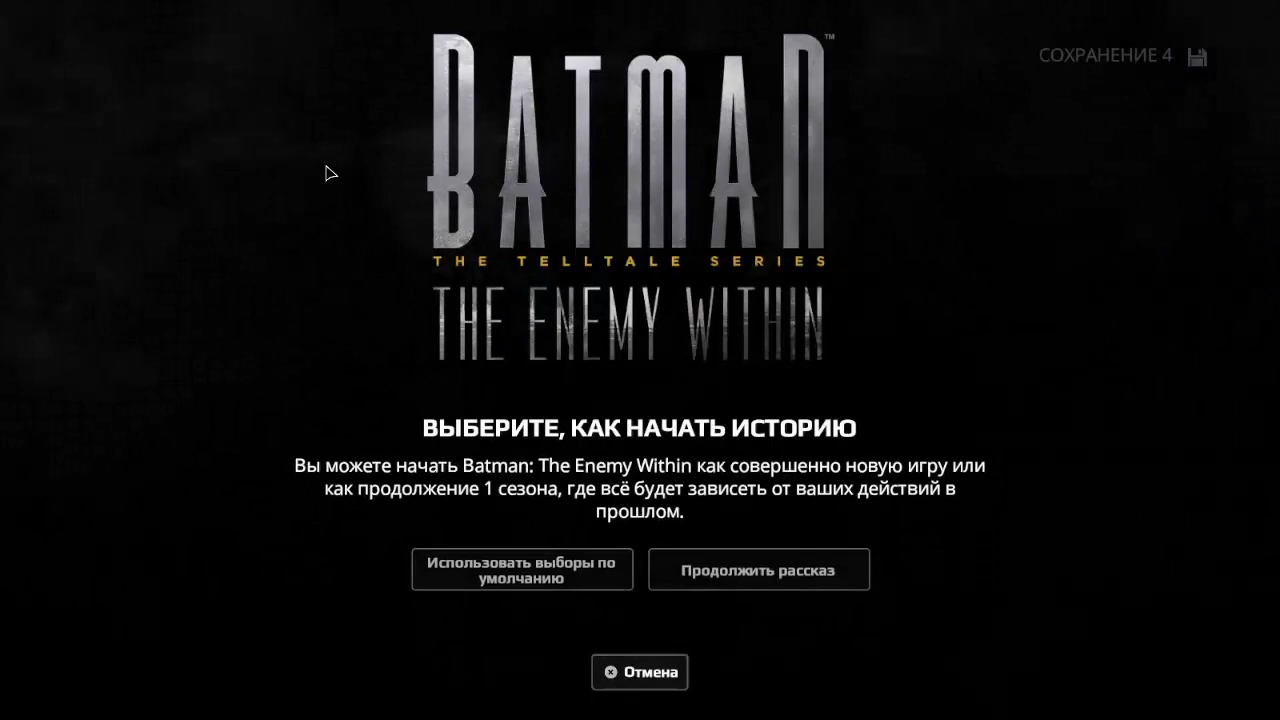 СОХРАНЕНИЕ 4
BATMAN™
THE TELLTALE SERIES
THE ENEMY WITHIN
ВЫБЕРИТЕ, КАК НАЧАТЬ ИСТОРИЮ
Вы можете начать Batman: The Enemy Within как совершенно новую игру или
как продолжение 1 сезона, где всё будет зависеть от ваших действий в
прошлом.
Использовать выборы по
умолчанию
Продолжить рассказ
Отмена